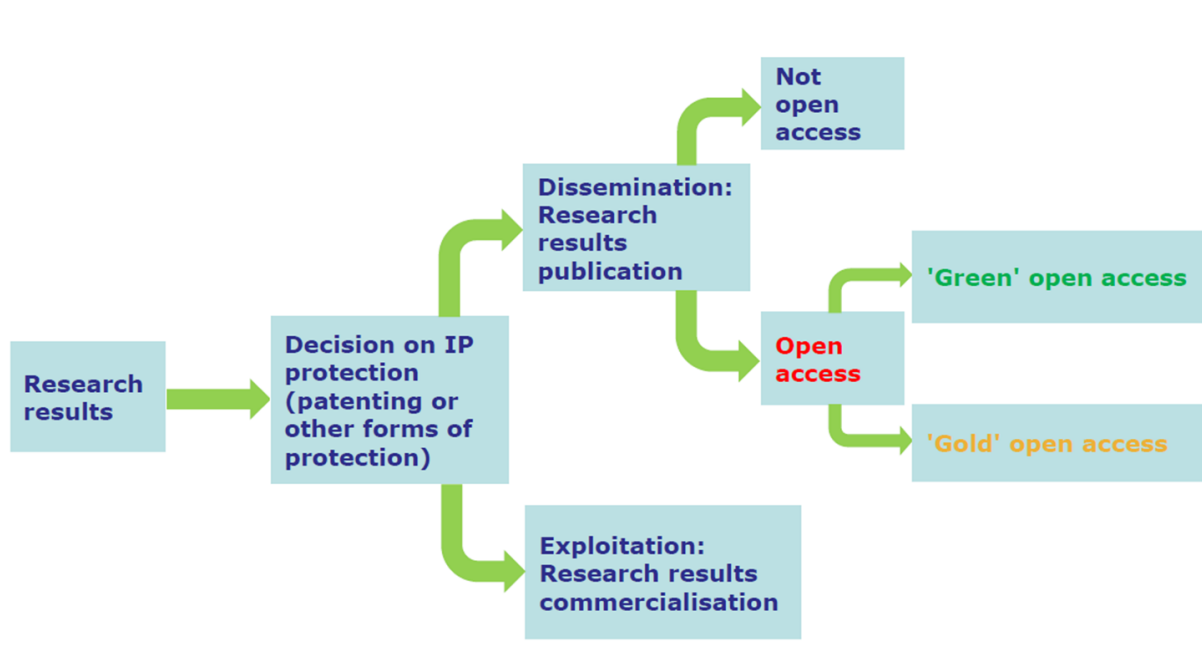 Not
open
access
Dissemination:
Research
results
publication
'Green' open access
Open
access
Decision on IP
protection
(patenting or
other forms of
protection)
Research
results
'Gold' open access
Exploitation:
Research results
commercialisation